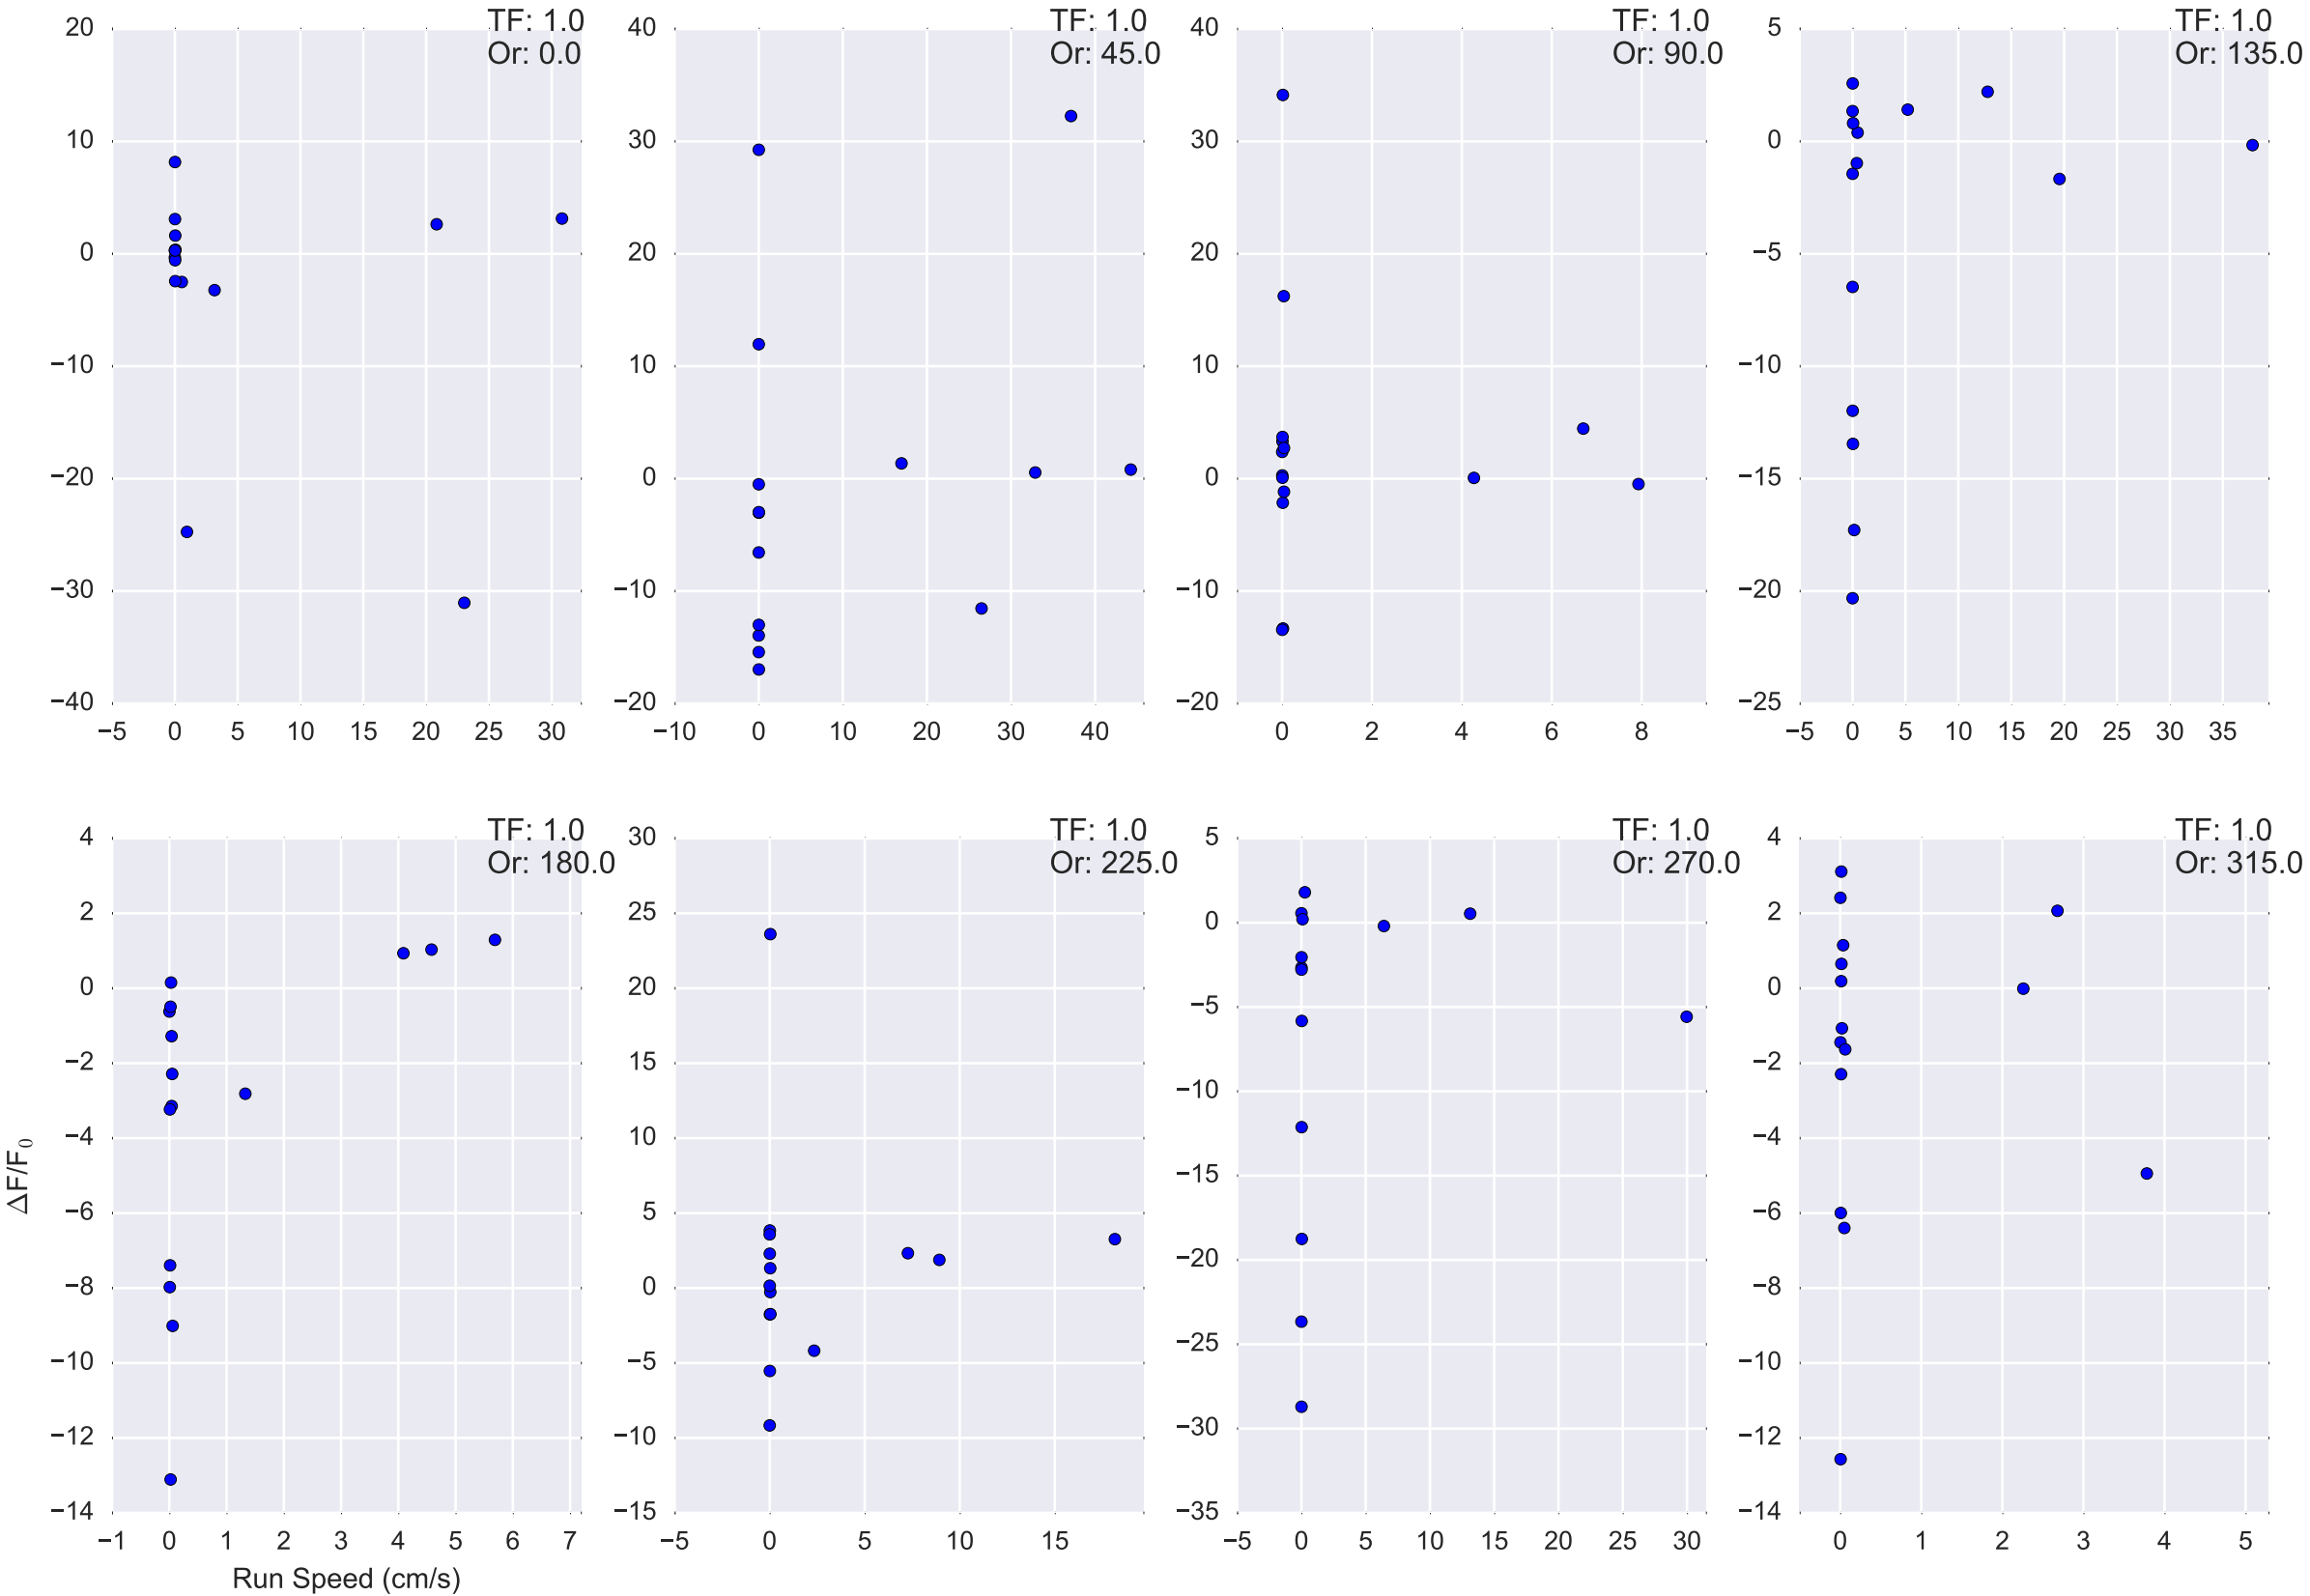 TF: 1.0
Or: 0.0
20
10
0
−10
−20
−30
−40
−5 0 5 10 15 20 25 30
TF: 1.0
Or: 45.0
40
30
20
10
0
−10
−20
−10 0 10 20 30 40
TF: 1.0
Or: 90.0
40
30
20
10
0
−10
−20
0 2 4 6 8
TF: 1.0
Or: 135.0
5
0
−5
−10
−15
−20
−25
−5 0 5 10 15 20 25 30 35
TF: 1.0
Or: 180.0
4
2
0
−2
−4
−6
−8
−10
−12
−14
−1 0 1 2 3 4 5 6 7
ΔF/F₀
Run Speed (cm/s)
TF: 1.0
Or: 225.0
30
25
20
15
10
5
0
−5
−10
−15
−5 0 5 10 15
TF: 1.0
Or: 270.0
5
0
−5
−10
−15
−20
−25
−30
−35
−5 0 5 10 15 20 25 30
TF: 1.0
Or: 315.0
4
2
0
−2
−4
−6
−8
−10
−12
−14
0 1 2 3 4 5